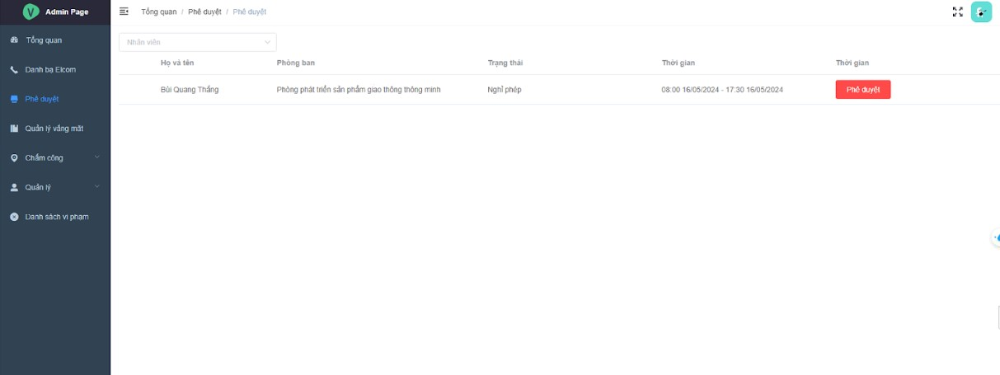 V Admin Page
Tổng quan / Phê duyệt / Phê duyệt
Tổng quan
Danh bạ Elcom
Phê duyệt
Quản lý vắng mặt
Chấm công
Quản lý
Danh sách vi phạm
Nhân viên
Họ và tên Phòng ban Trạng thái Thời gian Thời gian
Bùi Quang Thắng Phòng phát triển sản phẩm giao thông thông minh Nghỉ phép 08:00 16/05/2024 - 17:30 16/05/2024 Phê duyệt